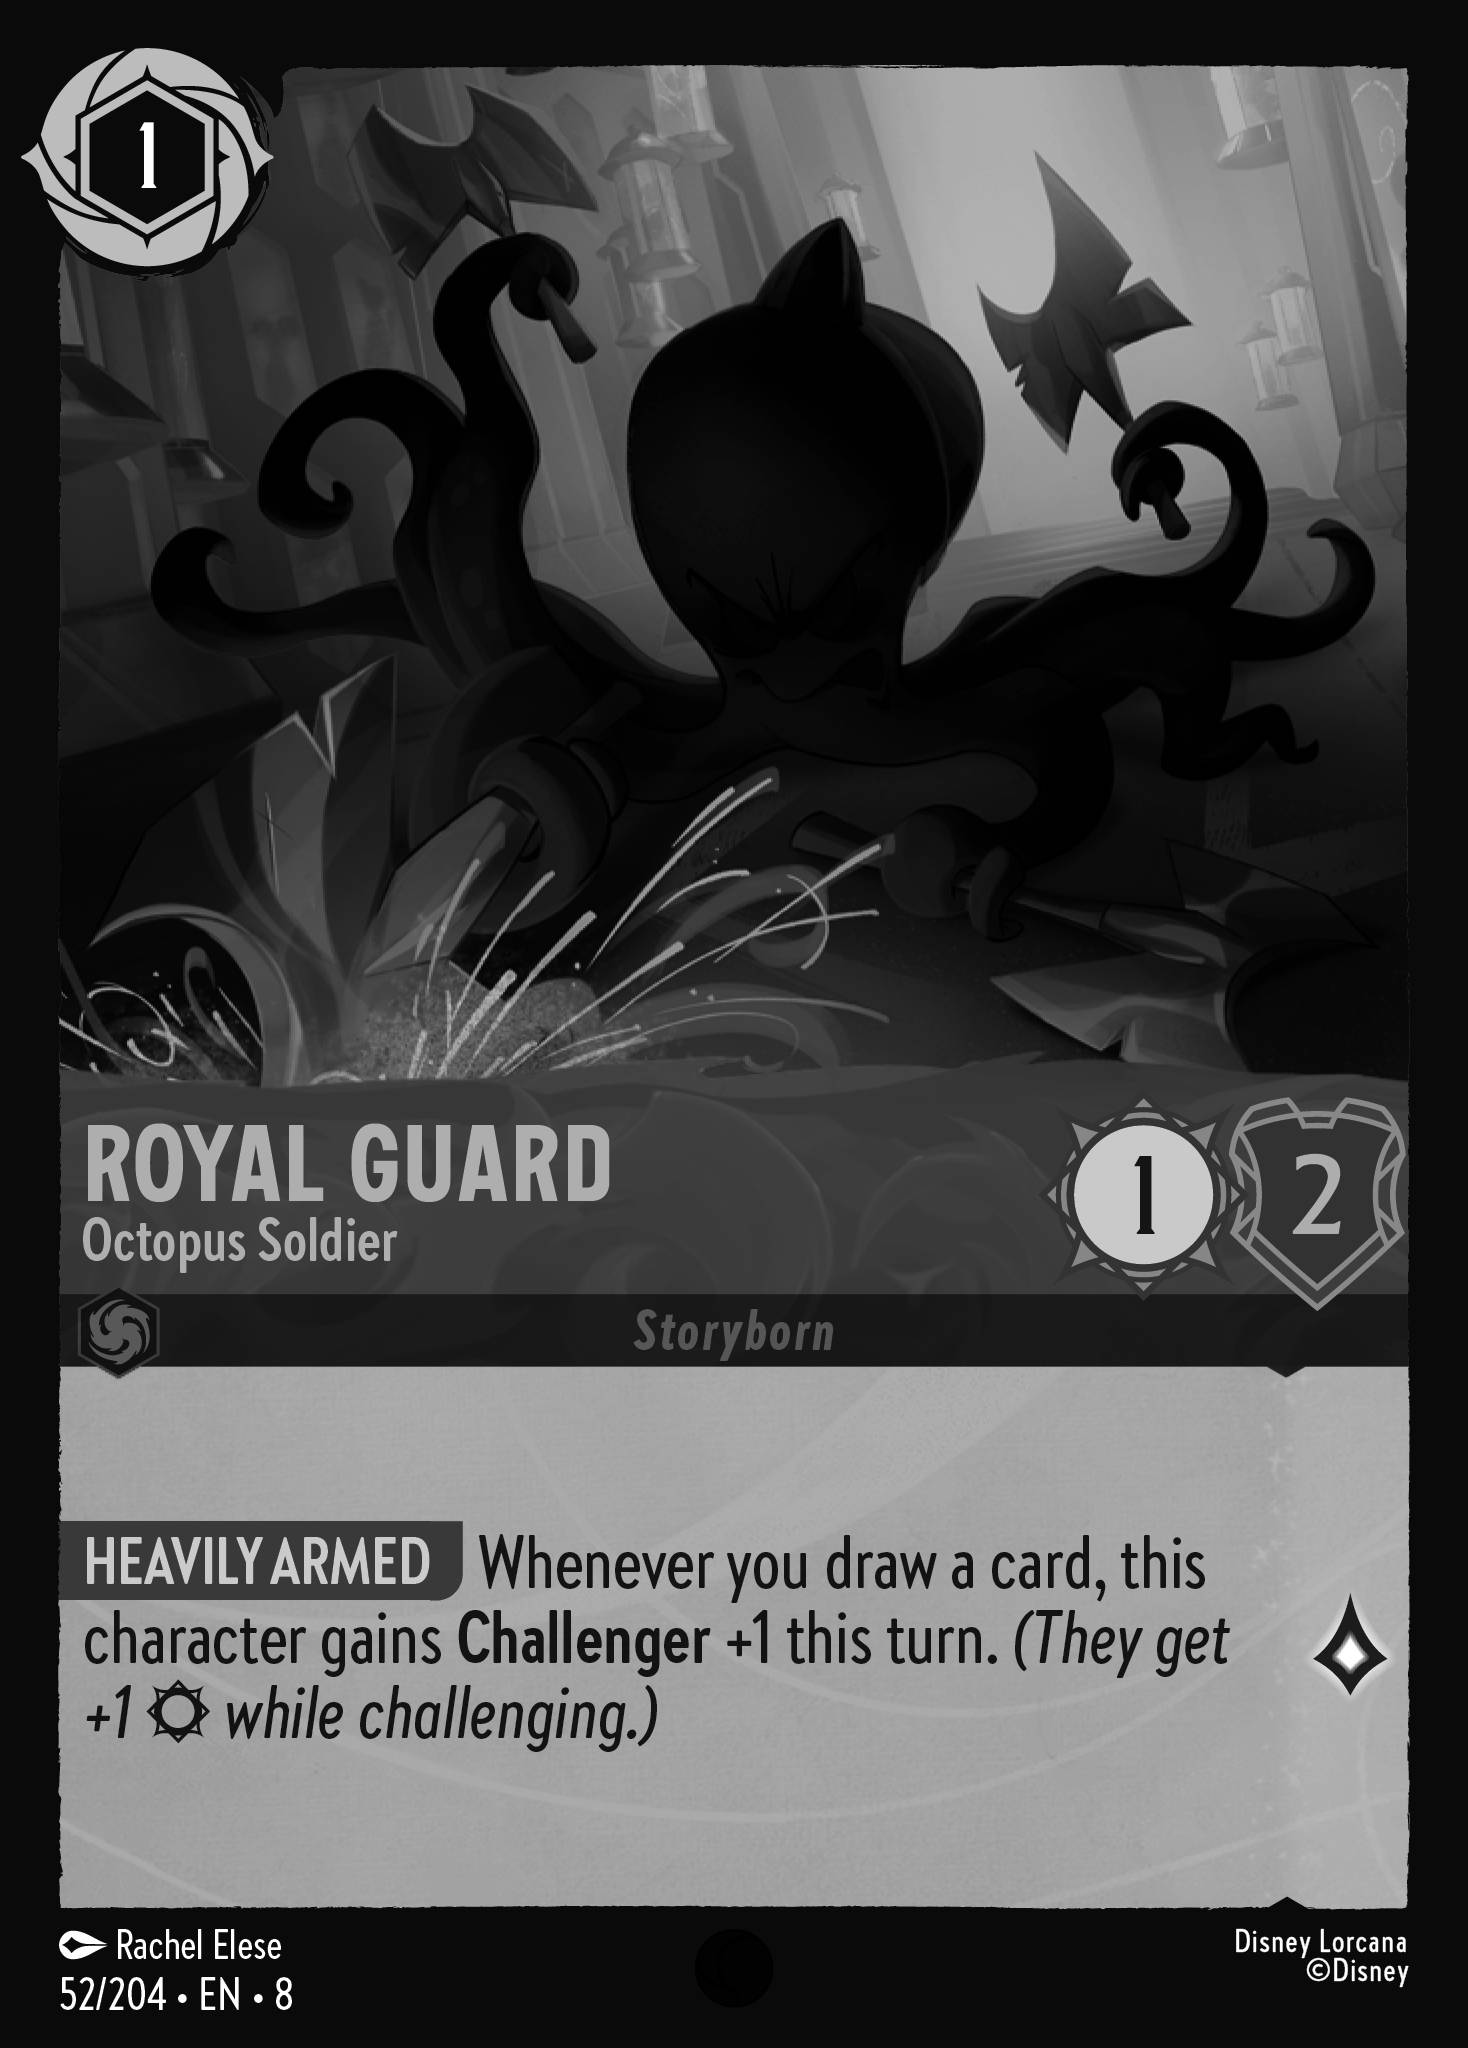 1
ROYAL GUARD
Octopus Soldier
1 2
Storyborn
HEAVILY ARMED Whenever you draw a card, this
character gains Challenger +1 this turn. (They get
+1 while challenging.)
Rachel Elese
52/204 • EN • 8
Disney Lorcana
©Disney